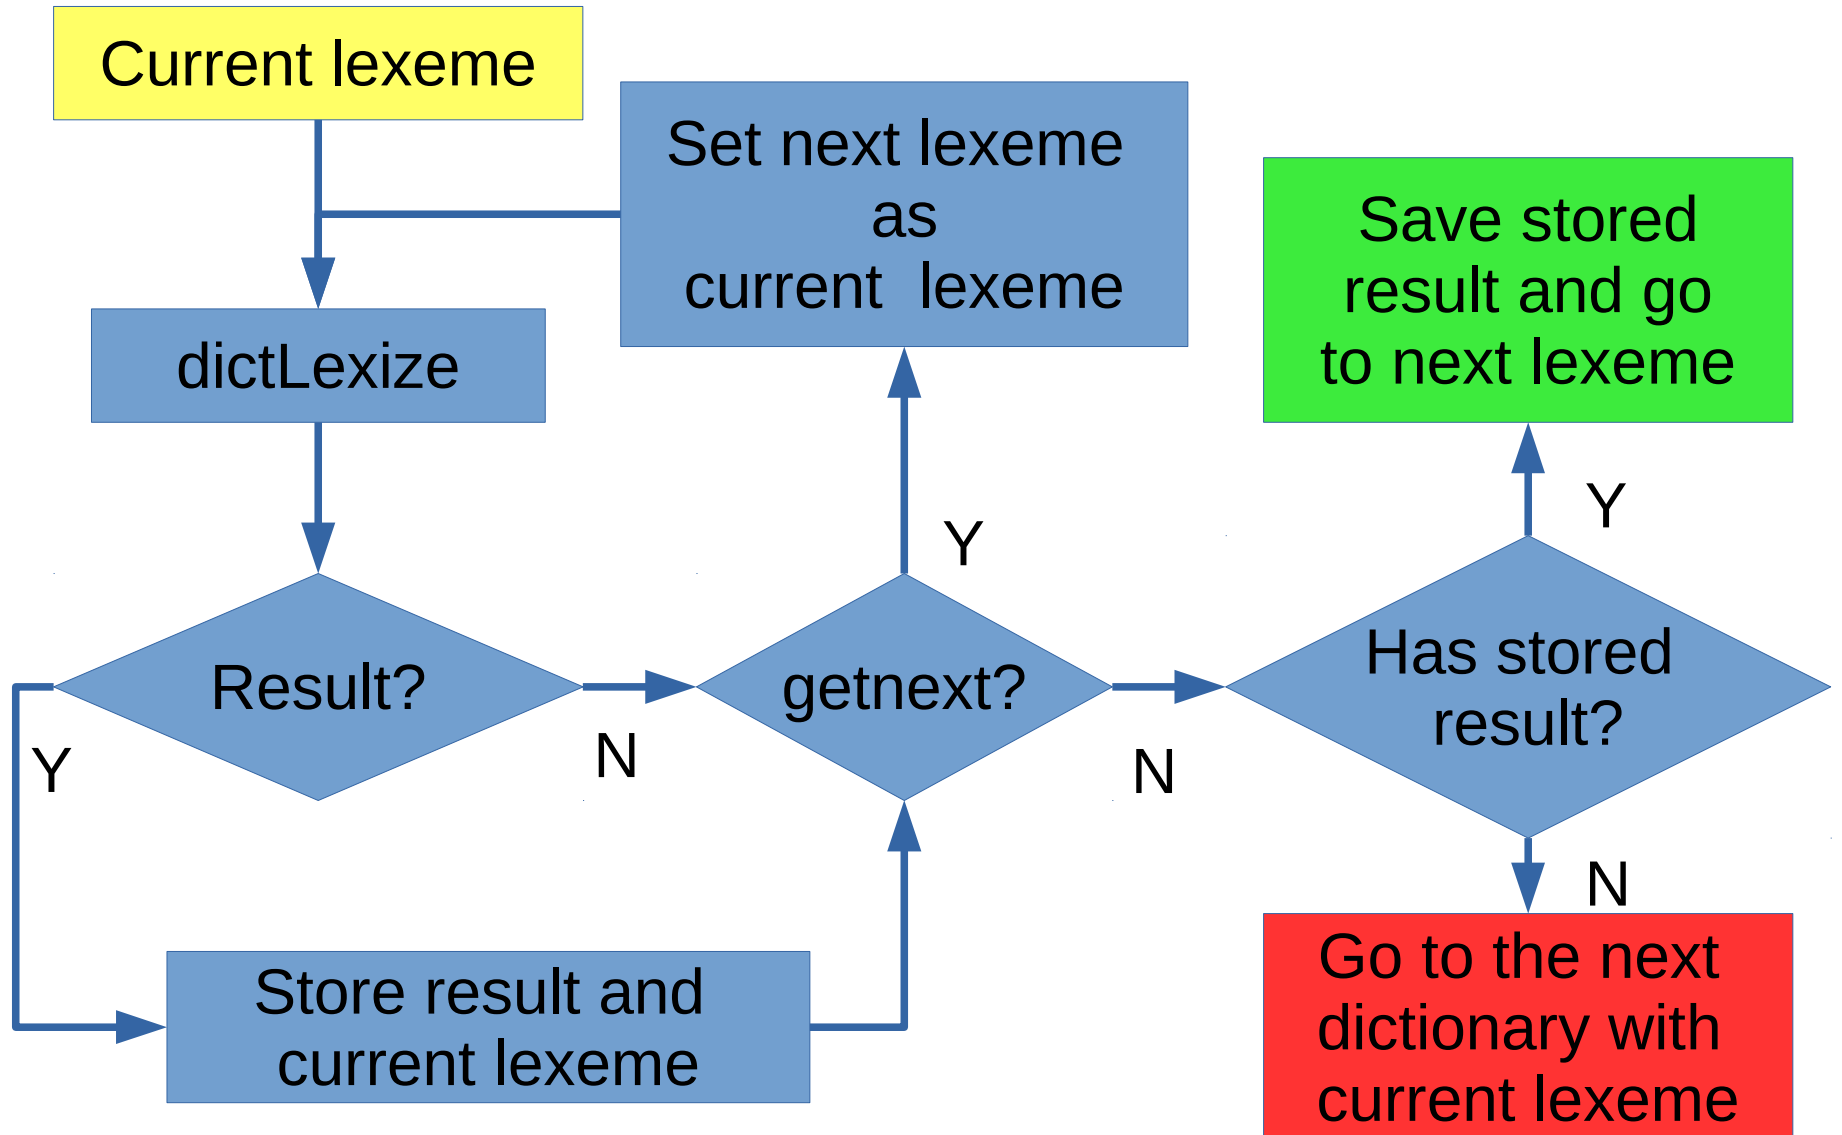 Current lexeme
Set next lexeme
as
current lexeme
Save stored
result and go
to next lexeme
dictLexize
Y
Y
Result?
getnext?
Has stored
result?
Y
N
N
N
Store result and
current lexeme
Go to the next
dictionary with
current lexeme